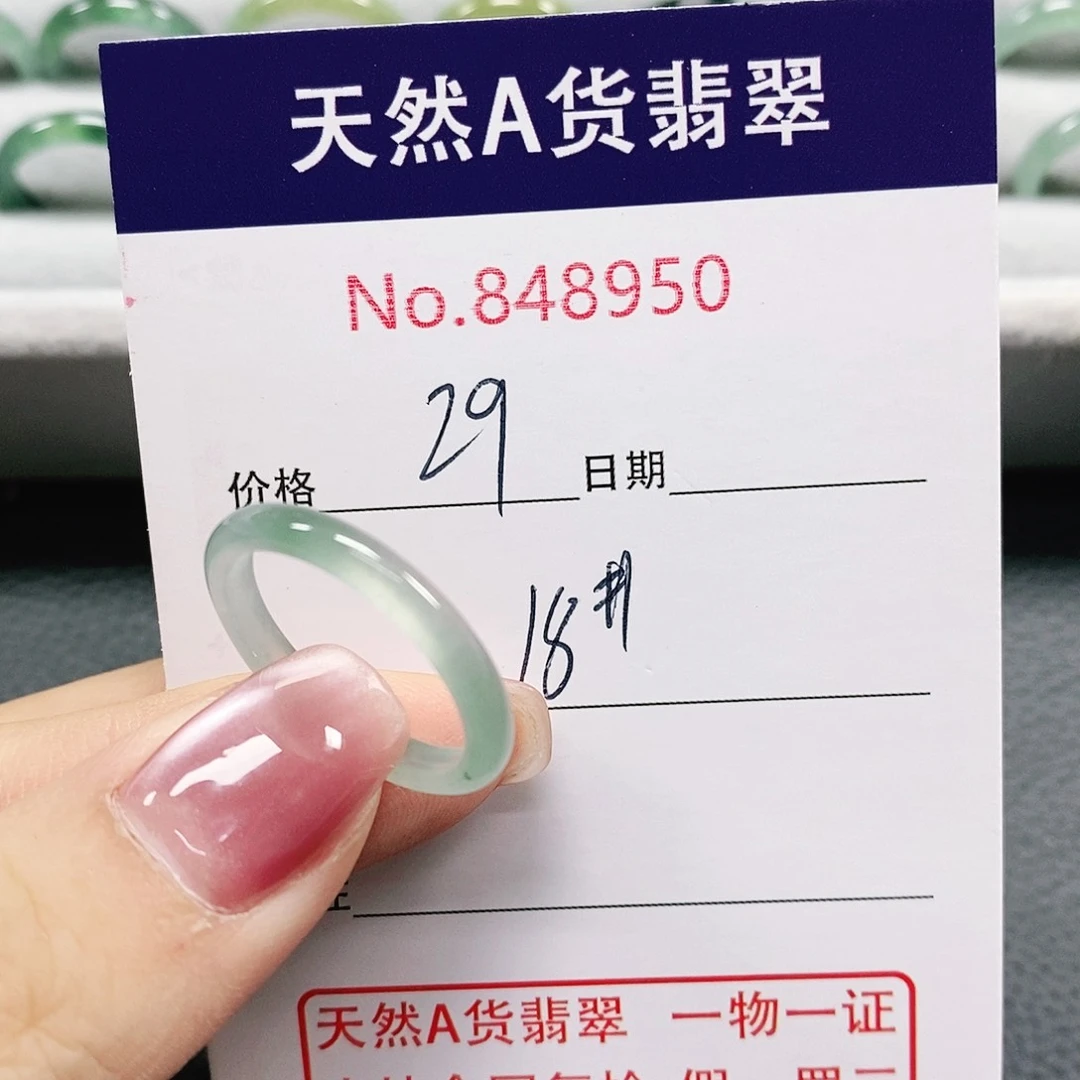 天然A货翡翠
No.848950
价格 29 日期
18#
天然A货翡翠 一物一证